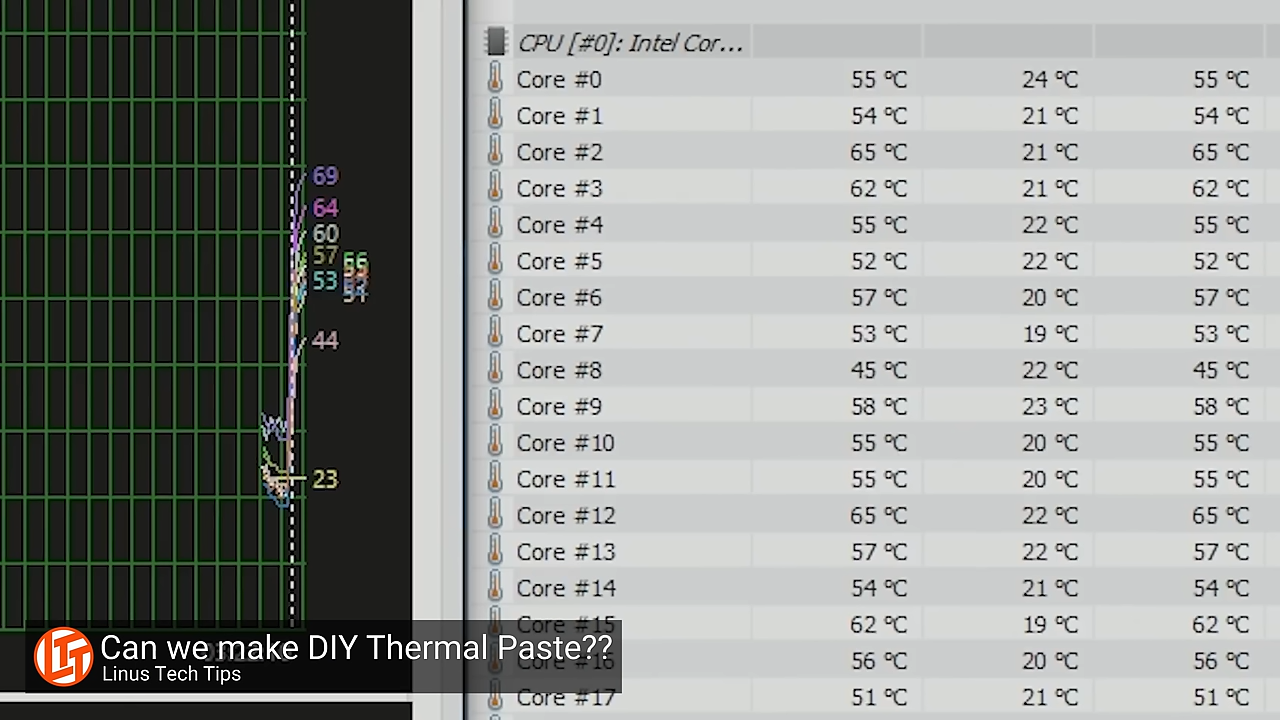 69
64
60
57
53
44
23
CPU [#0]: Intel Cor...
Core #0 55 ℃ 24 ℃ 55 ℃
Core #1 54 ℃ 21 ℃ 54 ℃
Core #2 65 ℃ 21 ℃ 65 ℃
Core #3 62 ℃ 21 ℃ 62 ℃
Core #4 55 ℃ 22 ℃ 55 ℃
Core #5 52 ℃ 22 ℃ 52 ℃
Core #6 57 ℃ 20 ℃ 57 ℃
Core #7 53 ℃ 19 ℃ 53 ℃
Core #8 45 ℃ 22 ℃ 45 ℃
Core #9 58 ℃ 23 ℃ 58 ℃
Core #10 55 ℃ 20 ℃ 55 ℃
Core #11 55 ℃ 20 ℃ 55 ℃
Core #12 65 ℃ 22 ℃ 65 ℃
Core #13 57 ℃ 22 ℃ 57 ℃
Core #14 54 ℃ 21 ℃ 54 ℃
Core #15 62 ℃ 19 ℃ 62 ℃
Core #16 56 ℃ 20 ℃ 56 ℃
Core #17 51 ℃ 21 ℃ 51 ℃
Can we make DIY Thermal Paste??
Linus Tech Tips